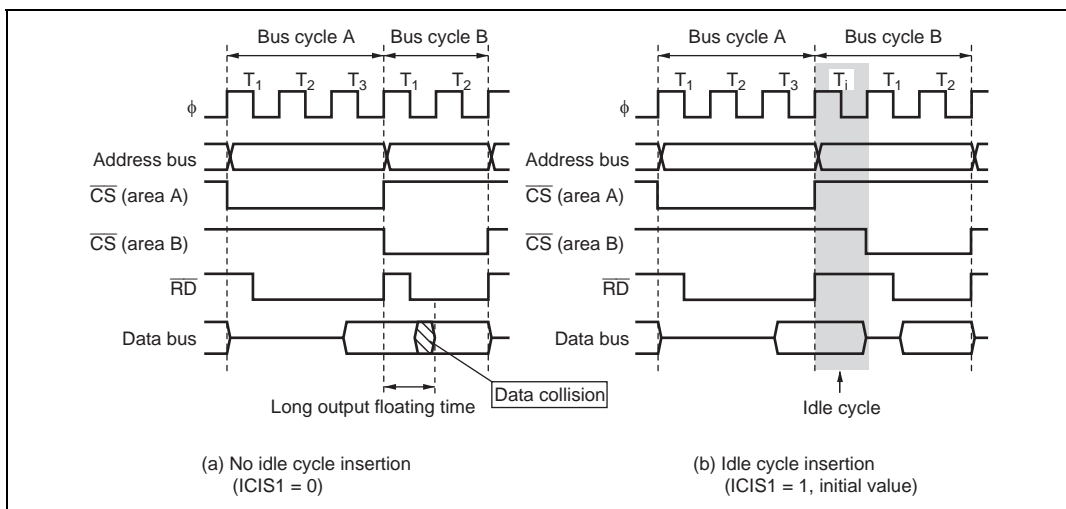 Bus cycle A Bus cycle B
T1 T2 T3 T1 T2
φ
Address bus
CS (area A)
CS (area B)
RD
Data bus
Data collision
Long output floating time
(a) No idle cycle insertion
(ICIS1 = 0)
Bus cycle A Bus cycle B
T1 T2 T3 Ti T1 T2
φ
Address bus
CS (area A)
CS (area B)
RD
Data bus
Idle cycle
(b) Idle cycle insertion
(ICIS1 = 1, initial value)